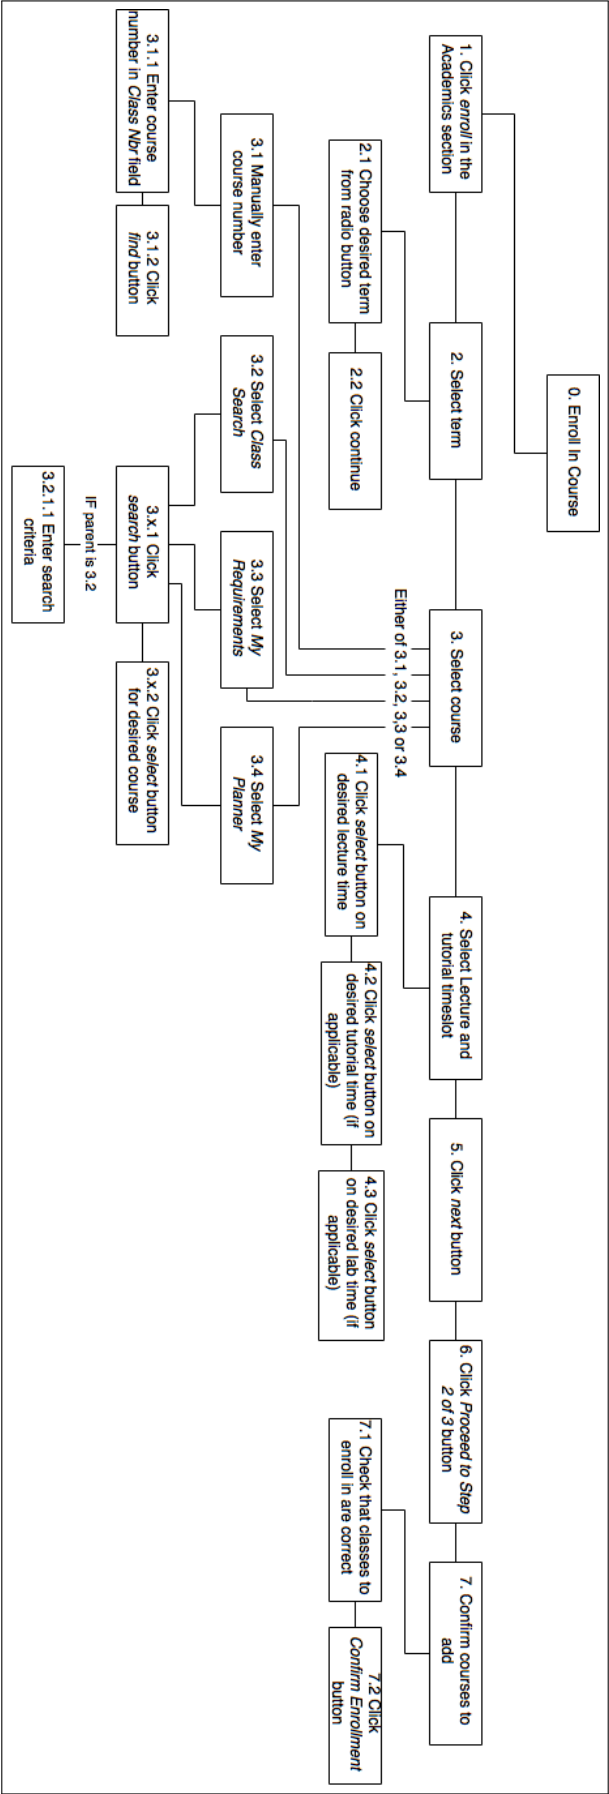 0. Enroll In Course
1. Click enroll in the
Academics section
2. Select term
3. Select course
4. Select Lecture and
tutorial timeslot
5. Click next button
6. Click Proceed to Step
2 of 3 button
7. Confirm courses to
add
Either of 3.1, 3.2, 3,3 or 3.4
2.1 Choose desired term
from radio button
2.2 Click continue
4.1 Click select button on
desired lecture time
4.2 Click select button on
desired tutorial time (if
applicable)
4.3 Click select button
on desired lab time (if
applicable)
7.1 Check that classes to
enroll in are correct
7.2 Click
Confirm Enrollment
button
3.1 Manually enter
course number
3.2 Select Class
Search
3.3 Select My
Requirements
3.4 Select My
Planner
3.1.1 Enter course
number in Class Nbr field
3.1.2 Click
find button
3.x.1 Click
search button
3.x.2 Click select button
for desired course
IF parent is 3.2
3.2.1.1 Enter search
criteria